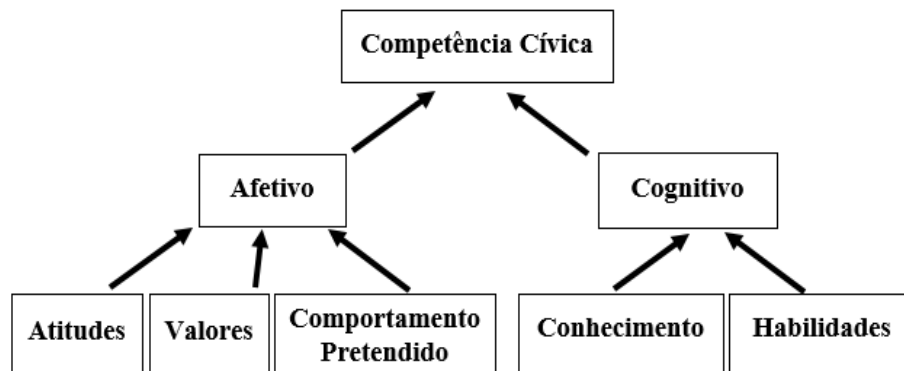 Competência Cívica
Afetivo
Cognitivo
Atitudes
Valores
Comportamento
Pretendido
Conhecimento
Habilidades